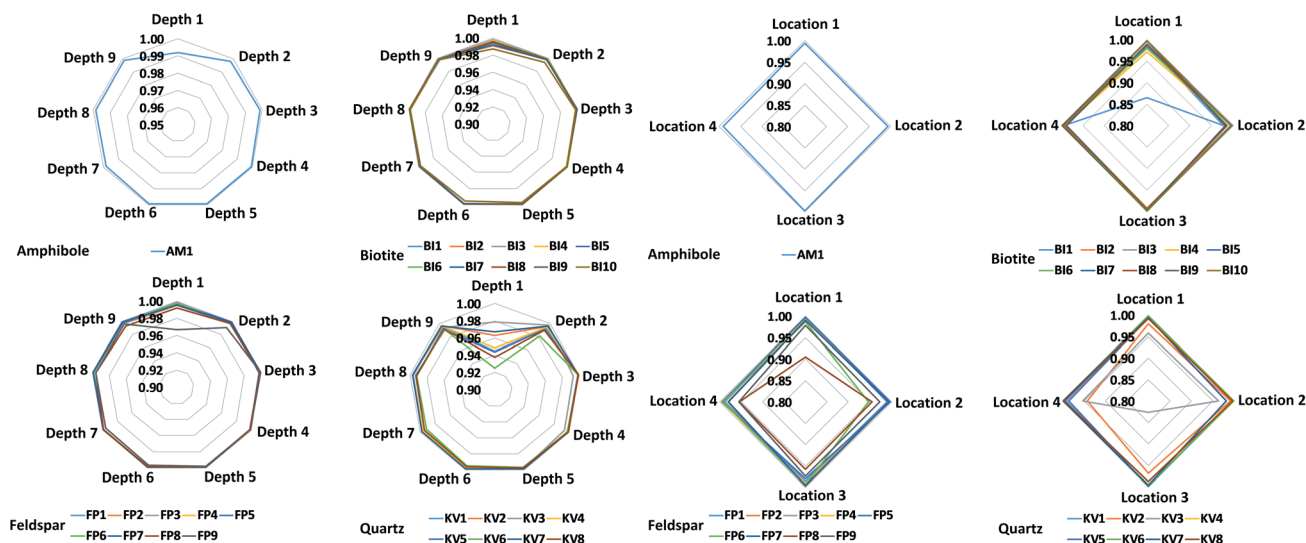 Depth 1
1.00
0.99
0.98
0.97
0.96
0.95
Depth 2
Depth 3
Depth 4
Depth 5
Depth 6
Depth 7
Depth 8
Depth 9
Amphibole
AM1
Depth 1
1.00
0.98
0.96
0.94
0.92
0.90
Depth 2
Depth 3
Depth 4
Depth 5
Depth 6
Depth 7
Depth 8
Depth 9
Biotite
BI1 BI2 BI3 BI4 BI5
BI6 BI7 BI8 BI9 BI10
Location 1
1.00
0.95
0.90
0.85
0.80
Location 2
Location 3
Location 4
Amphibole
AM1
Location 1
1.00
0.95
0.90
0.85
0.80
Location 2
Location 3
Location 4
Biotite
BI1 BI2 BI3 BI4 BI5
BI6 BI7 BI8 BI9 BI10
Depth 1
1.00
0.98
0.96
0.94
0.92
0.90
Depth 2
Depth 3
Depth 4
Depth 5
Depth 6
Depth 7
Depth 8
Depth 9
Feldspar
FP1 FP2 FP3 FP4 FP5
FP6 FP7 FP8 FP9
Depth 1
1.00
0.98
0.96
0.94
0.92
0.90
Depth 2
Depth 3
Depth 4
Depth 5
Depth 6
Depth 7
Depth 8
Depth 9
Quartz
KV1 KV2 KV3 KV4
KV5 KV6 KV7 KV8
Location 1
1.00
0.95
0.90
0.85
0.80
Location 2
Location 3
Location 4
Feldspar
FP1 FP2 FP3 FP4 FP5
FP6 FP7 FP8 FP9
Location 1
1.00
0.95
0.90
0.85
0.80
Location 2
Location 3
Location 4
Quartz
KV1 KV2 KV3 KV4
KV5 KV6 KV7 KV8